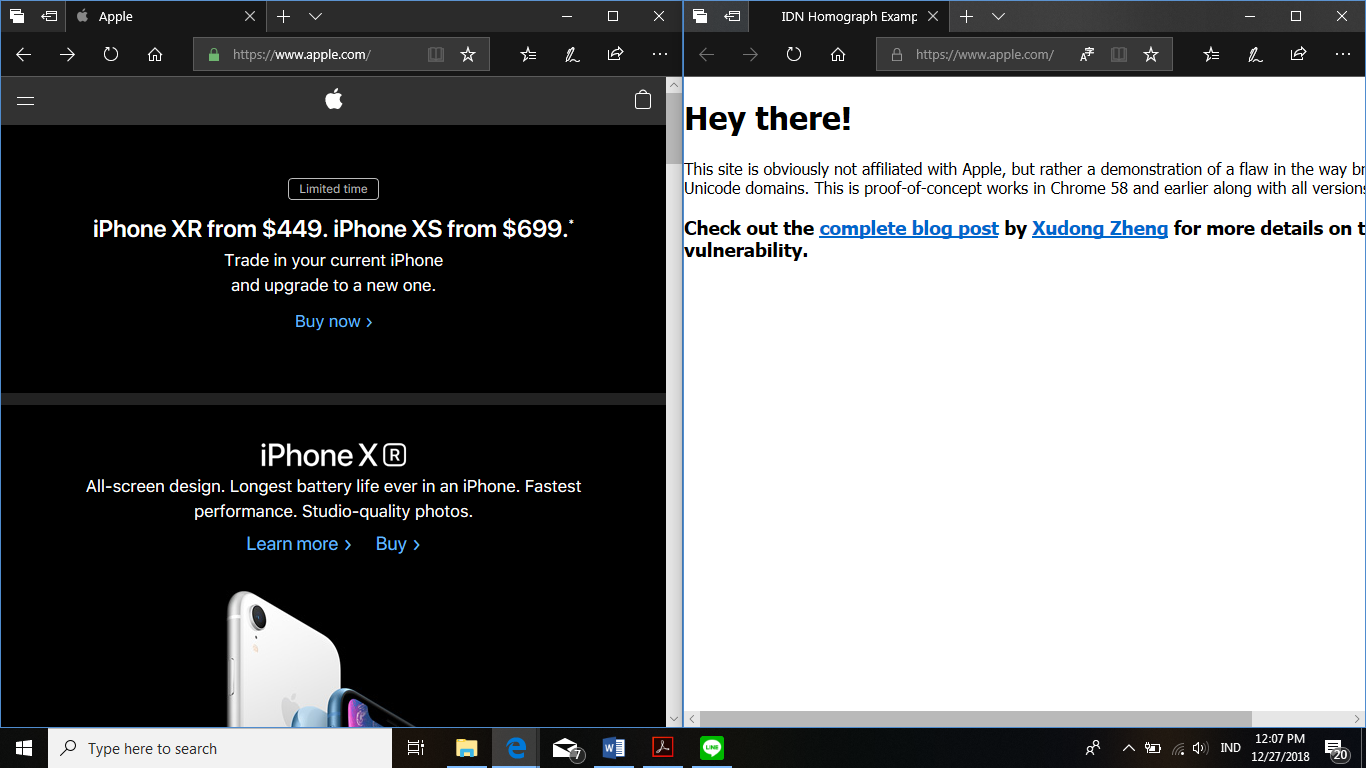 Apple
https://www.apple.com/
Limited time
iPhone XR from $449. iPhone XS from $699.*
Trade in your current iPhone
and upgrade to a new one.
Buy now >
iPhone XR
All-screen design. Longest battery life ever in an iPhone. Fastest
performance. Studio-quality photos.
Learn more > Buy >
IDN Homograph Examp
https://www.apple.com/
Hey there!
This site is obviously not affiliated with Apple, but rather a demonstration of a flaw in the way br
Unicode domains. This is proof-of-concept works in Chrome 58 and earlier along with all versions
Check out the complete blog post by Xudong Zheng for more details on t
vulnerability.
Type here to search
7
IND
12:07 PM
12/27/2018
20